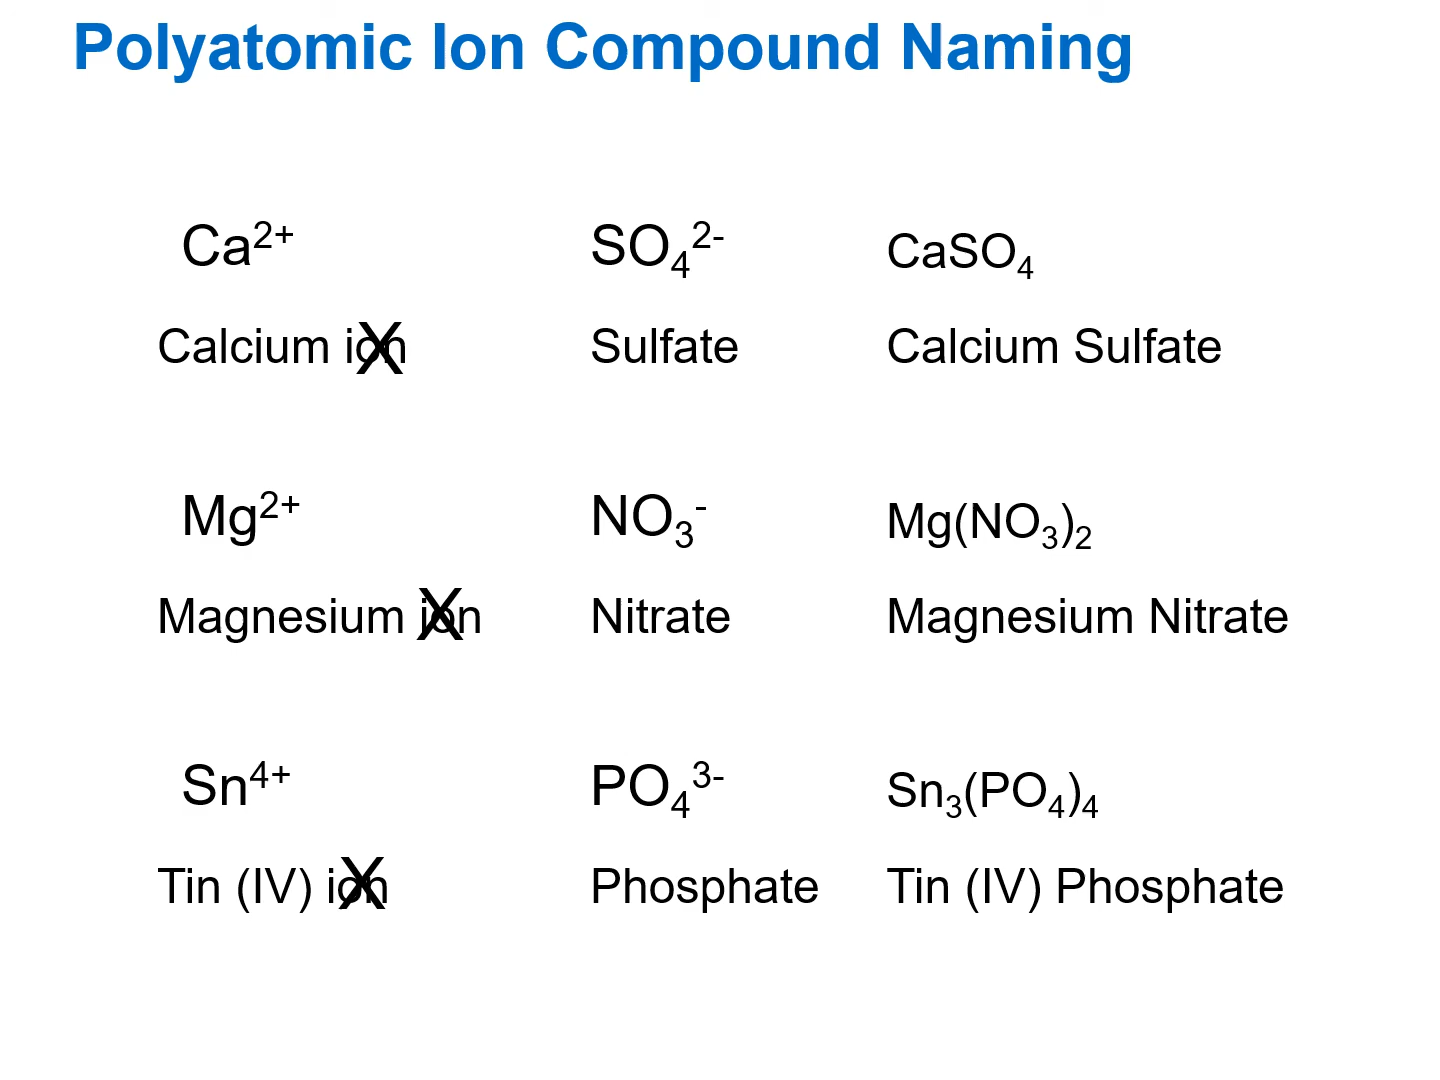 Polyatomic Ion Compound Naming
Ca²⁺ SO₄²⁻ CaSO₄
Calcium ion X Sulfate Calcium Sulfate
Mg²⁺ NO₃⁻ Mg(NO₃)₂
Magnesium ion X Nitrate Magnesium Nitrate
Sn⁴⁺ PO₄³⁻ Sn₃(PO₄)₄
Tin (IV) ion X Phosphate Tin (IV) Phosphate